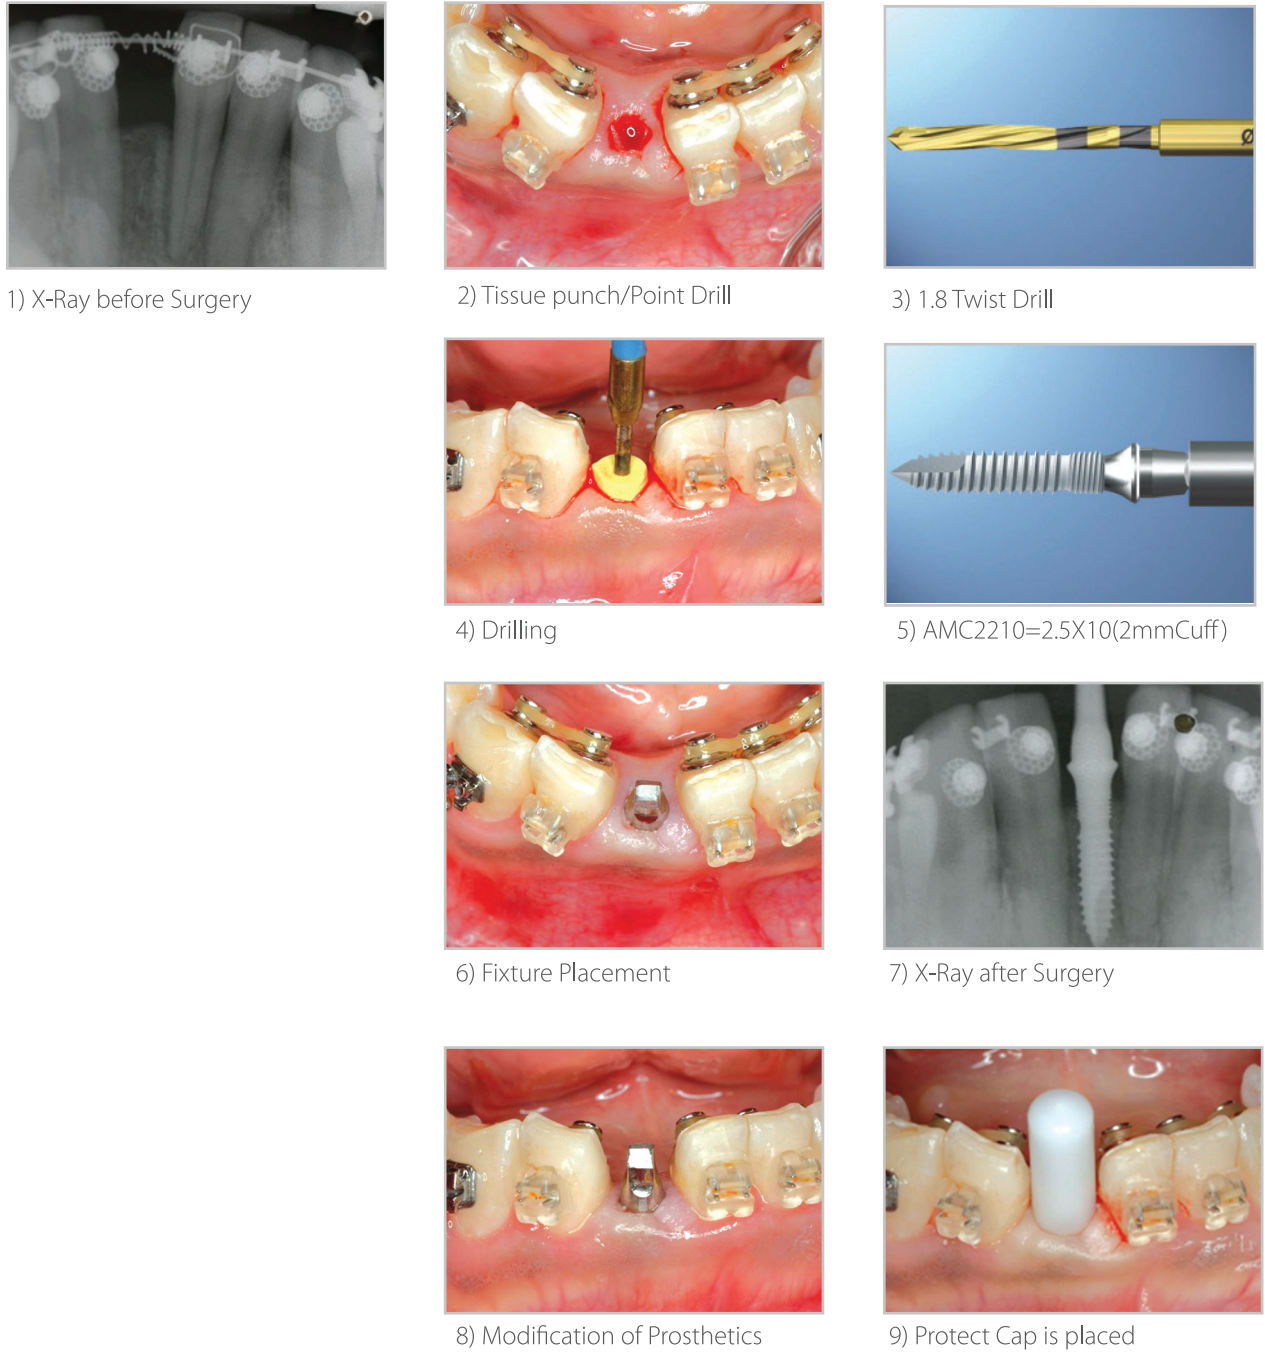 1) X-Ray before Surgery
2) Tissue punch/Point Drill
Ø
3) 1.8 Twist Drill
4) Drilling
5) AMC2210=2.5X10(2mmCuff)
6) Fixture Placement
7) X-Ray after Surgery
8) Modification of Prosthetics
9) Protect Cap is placed